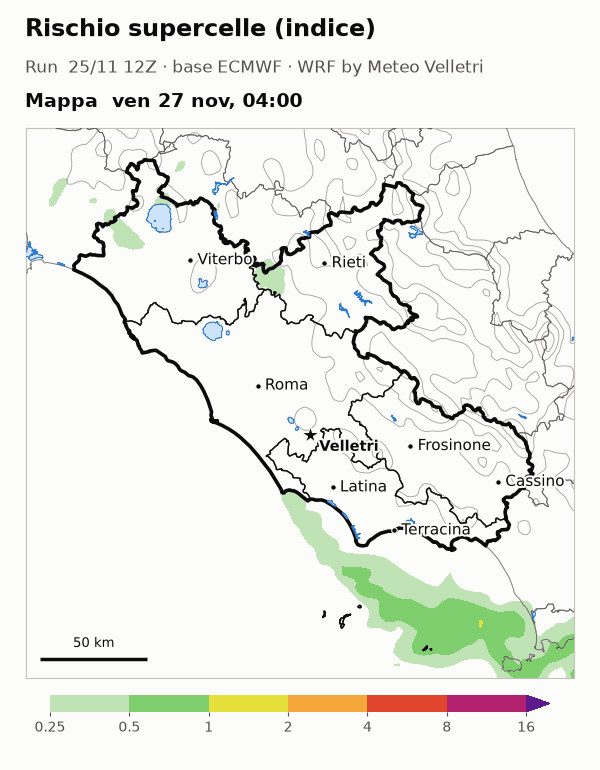 Rischio supercelle (indice)
Run  25/11 12Z · base ECMWF · WRF by Meteo Velletri
Mappa  ven 27 nov, 04:00
Viterbo
Rieti
Roma
Velletri
Frosinone
Latina
Cassino
Terracina
50 km
0.25 0.5 1 2 4 8 16